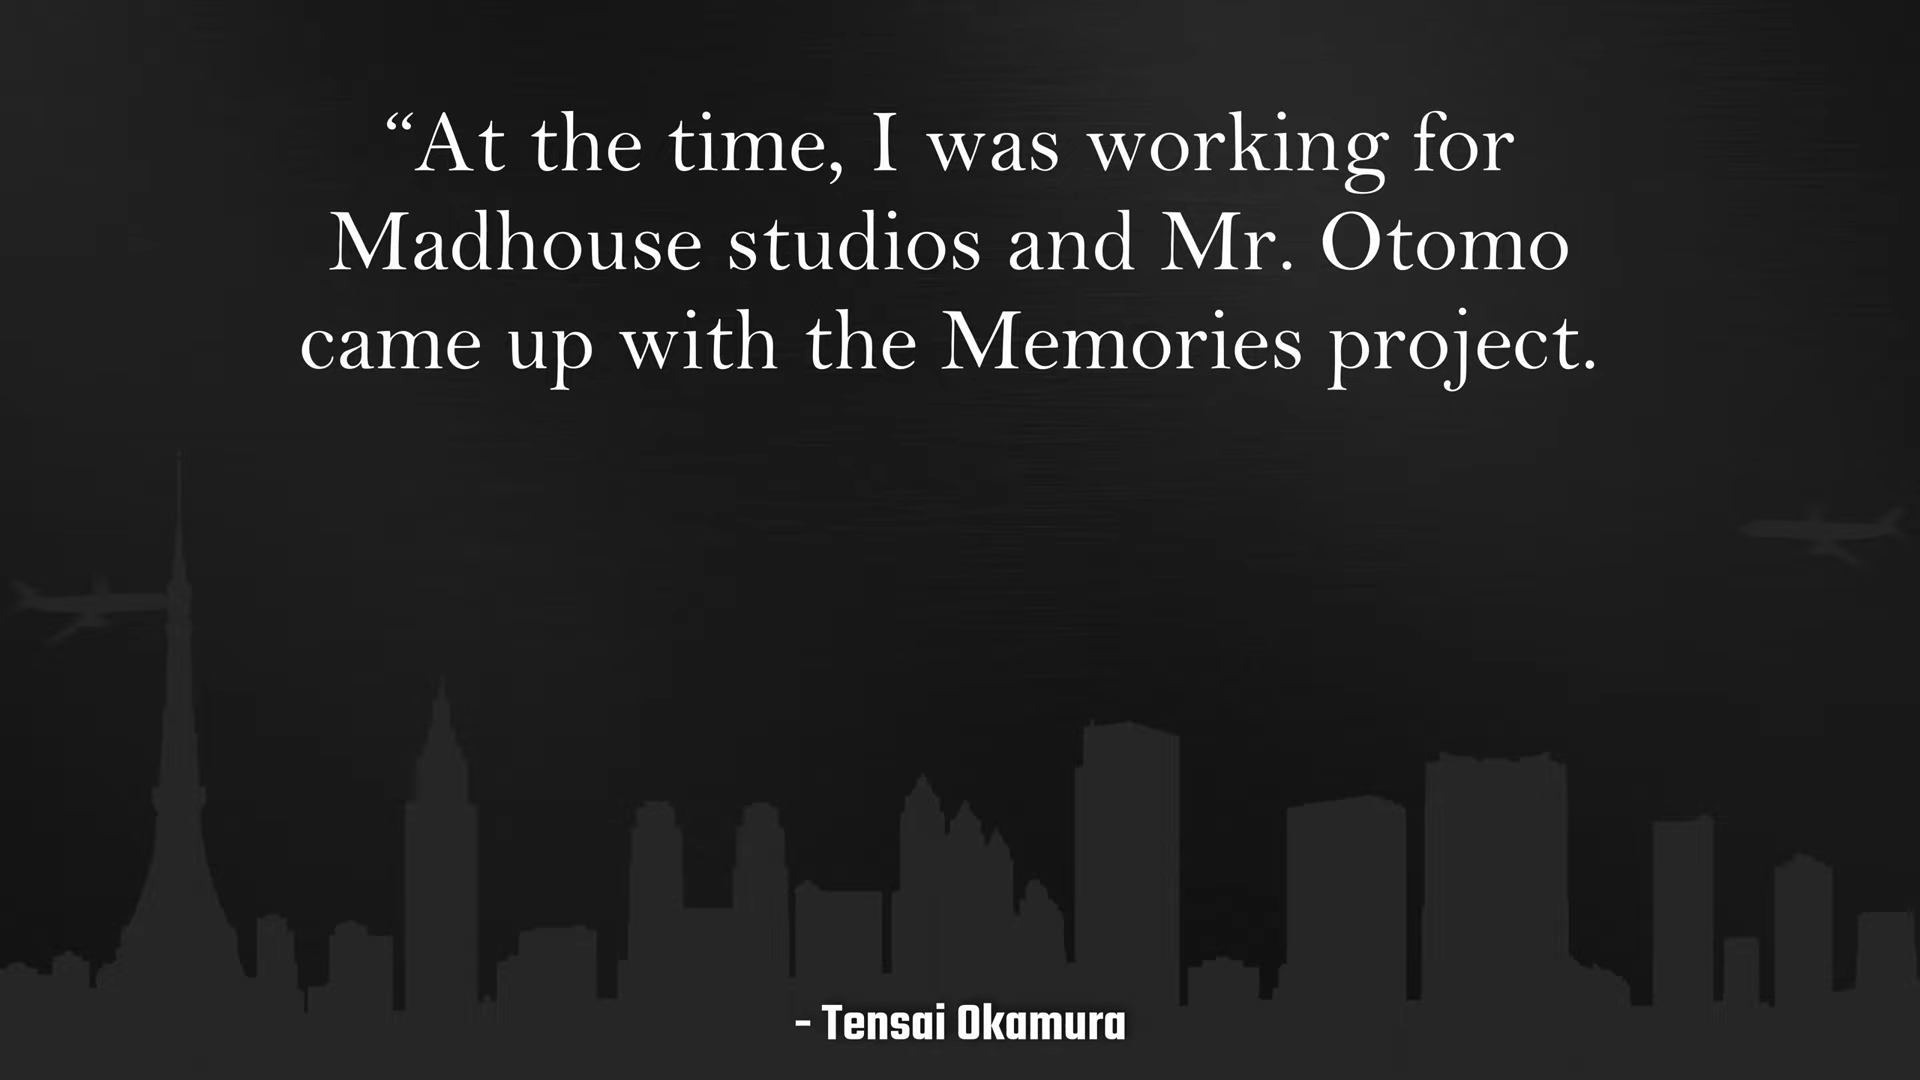 “At the time, I was working for
Madhouse studios and Mr. Otomo
came up with the Memories project.
- Tensai Okamura